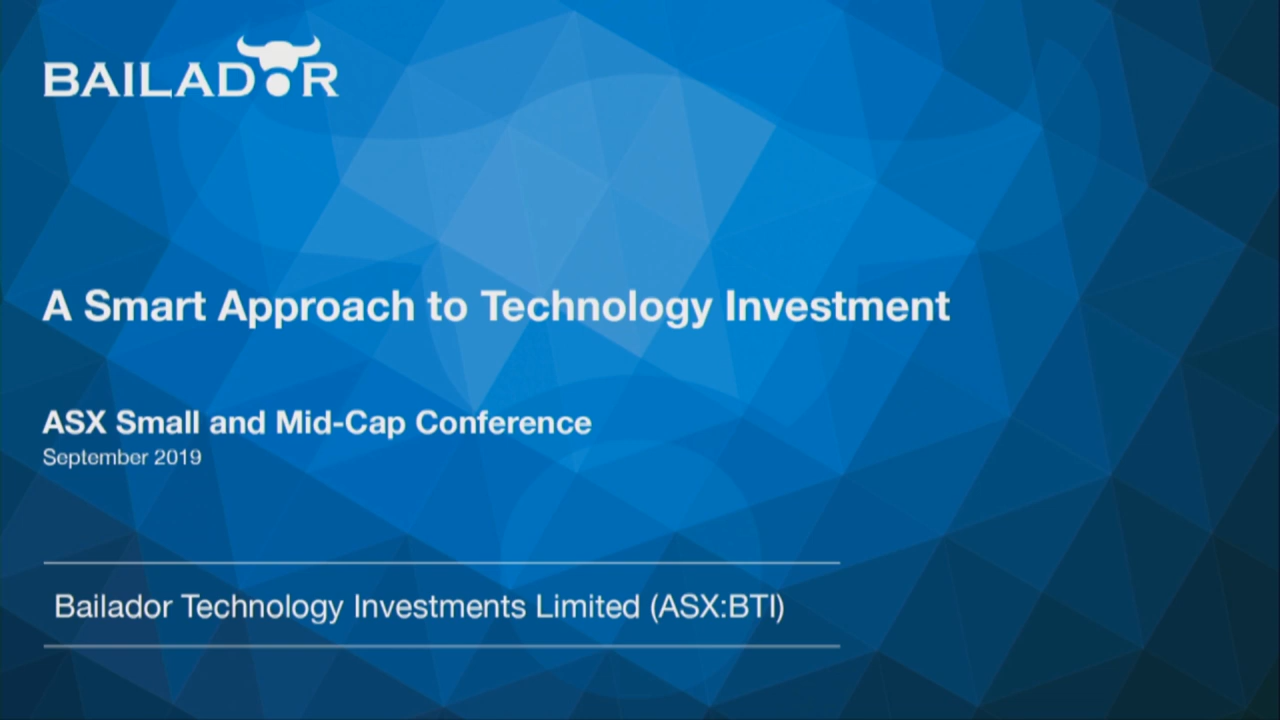 BAILADOR
A Smart Approach to Technology Investment
ASX Small and Mid-Cap Conference
September 2019
Bailador Technology Investments Limited (ASX:BTI)